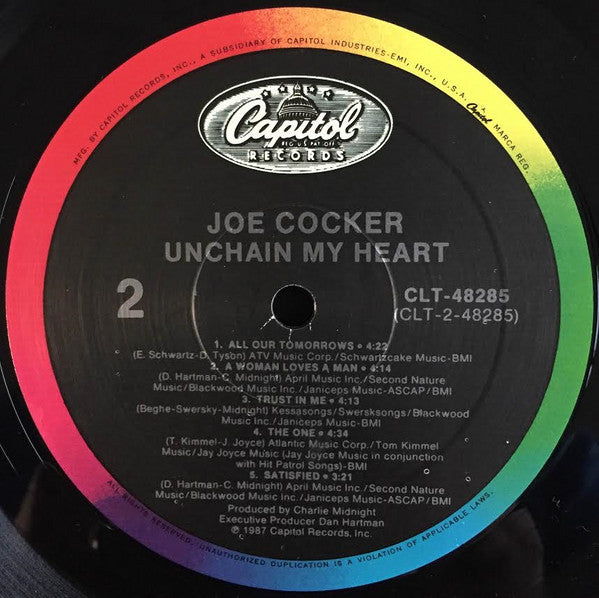 MFG. BY CAPITOL RECORDS, INC., A SUBSIDIARY OF CAPITOL INDUSTRIES-EMI, INC., U.S.A. Capitol MARCA REG.
Capitol
REG. U.S. PAT. OFF.
RECORDS
JOE COCKER
UNCHAIN MY HEART
2
CLT-48285
(CLT-2-48285)
1. ALL OUR TOMORROWS • 4:22
(E. Schwartz-D. Tyson) ATV Music Corp./Schwartzcake Music-BMI
2. A WOMAN LOVES A MAN • 4:14
(D. Hartman-C. Midnight) April Music Inc./Second Nature
Music/Blackwood Music Inc./Janiceps Music-ASCAP/BMI
3. TRUST IN ME • 4:13
(Beghe-Swersky-Midnight) Kessasongs/Swerksongs/Blackwood
Music Inc./Janiceps Music-BMI
4. THE ONE • 4:34
(T. Kimmel-J. Joyce) Atlantic Music Corp./Tom Kimmel
Music/Jay Joyce Music (Jay Joyce Music in conjunction
with Hit Patrol Songs)-BMI
5. SATISFIED • 3:21
(D. Hartman-C. Midnight) April Music Inc./Second Nature
Music/Blackwood Music Inc./Janiceps Music-ASCAP/BMI
Produced by Charlie Midnight
Executive Producer Dan Hartman
℗ 1987 Capitol Records, Inc.
ALL RIGHTS RESERVED. UNAUTHORIZED DUPLICATION IS A VIOLATION OF APPLICABLE LAWS.